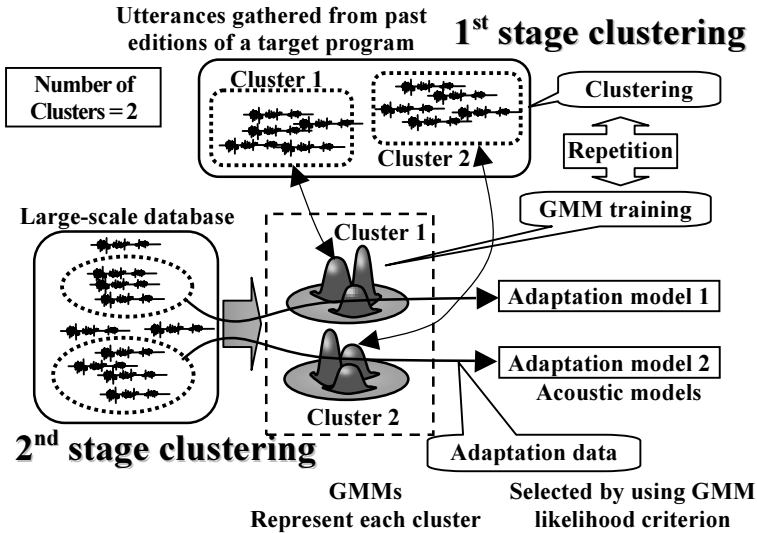 Utterances gathered from past
editions of a target program
1st stage clustering
Number of
Clusters = 2
Cluster 1
Cluster 2
Clustering
Repetition
GMM training
Large-scale database
Cluster 1
Adaptation model 1
Adaptation model 2
Acoustic models
Cluster 2
2nd stage clustering
Adaptation data
GMMs
Represent each cluster
Selected by using GMM
likelihood criterion